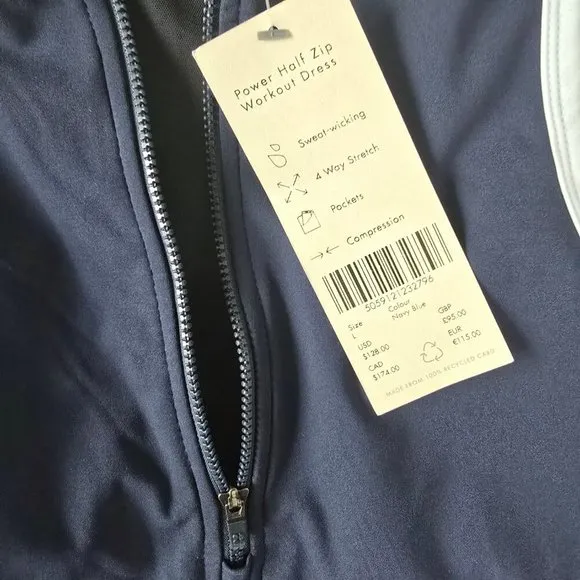 Power Half Zip
Workout Dress
Sweat-wicking
4 Way Stretch
Pockets
Compression
5059121232796
Size
L
Colour
Navy Blue
USD
$128.00
GBP
£95.00
CAD
$174.00
EUR
€115.00
MADE FROM 100% RECYCLED CARD